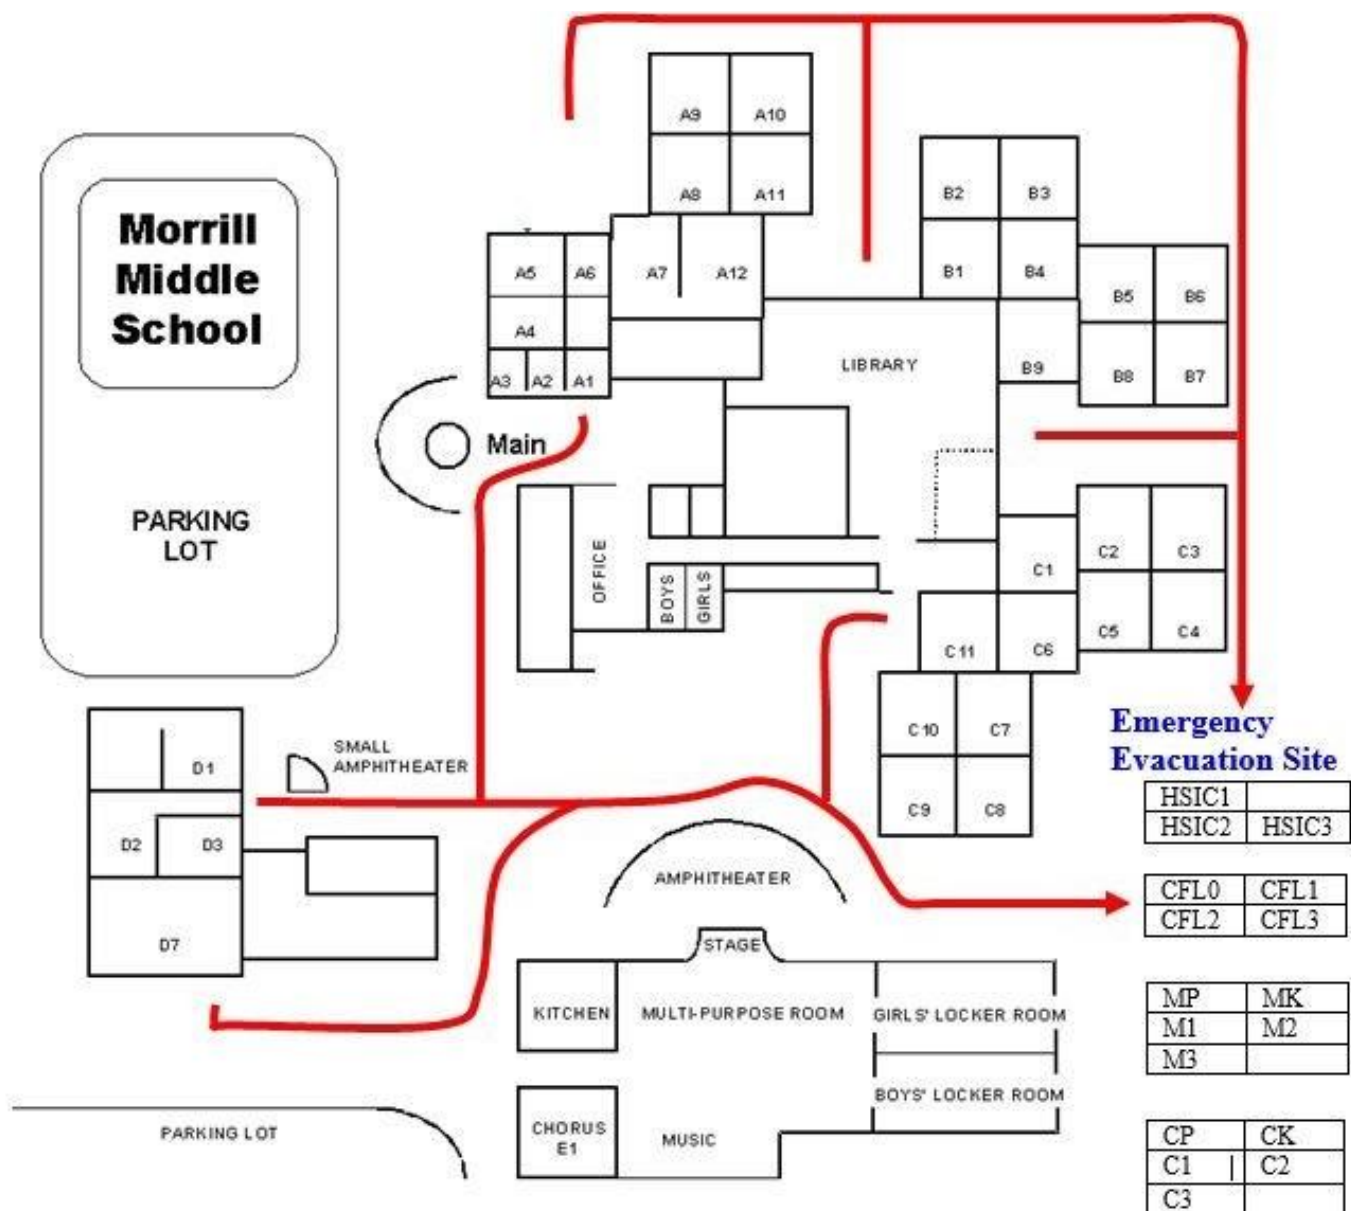 A9 A10
A8 A11
B2 B3
Morrill
Middle
School
A5 A6 A7 A12
B1 B4
B5 B6
A4
A3 A2 A1
LIBRARY
B9
B8 B7
Main
PARKING
LOT
OFFICE
BOYS
GIRLS
C1
C2 C3
C5 C4
C11 C6
C10 C7
C9 C8
Emergency
Evacuation Site
HSIC1
HSIC2 HSIC3
CFL0 CFL1
CFL2 CFL3
MP MK
M1 M2
M3
CP CK
C1 | C2
C3
D1
SMALL
AMPHITHEATER
D2 D3
D7
AMPHITHEATER
STAGE
KITCHEN
MULTI-PURPOSE ROOM
GIRLS' LOCKER ROOM
BOYS' LOCKER ROOM
CHORUS
E1
MUSIC
PARKING LOT